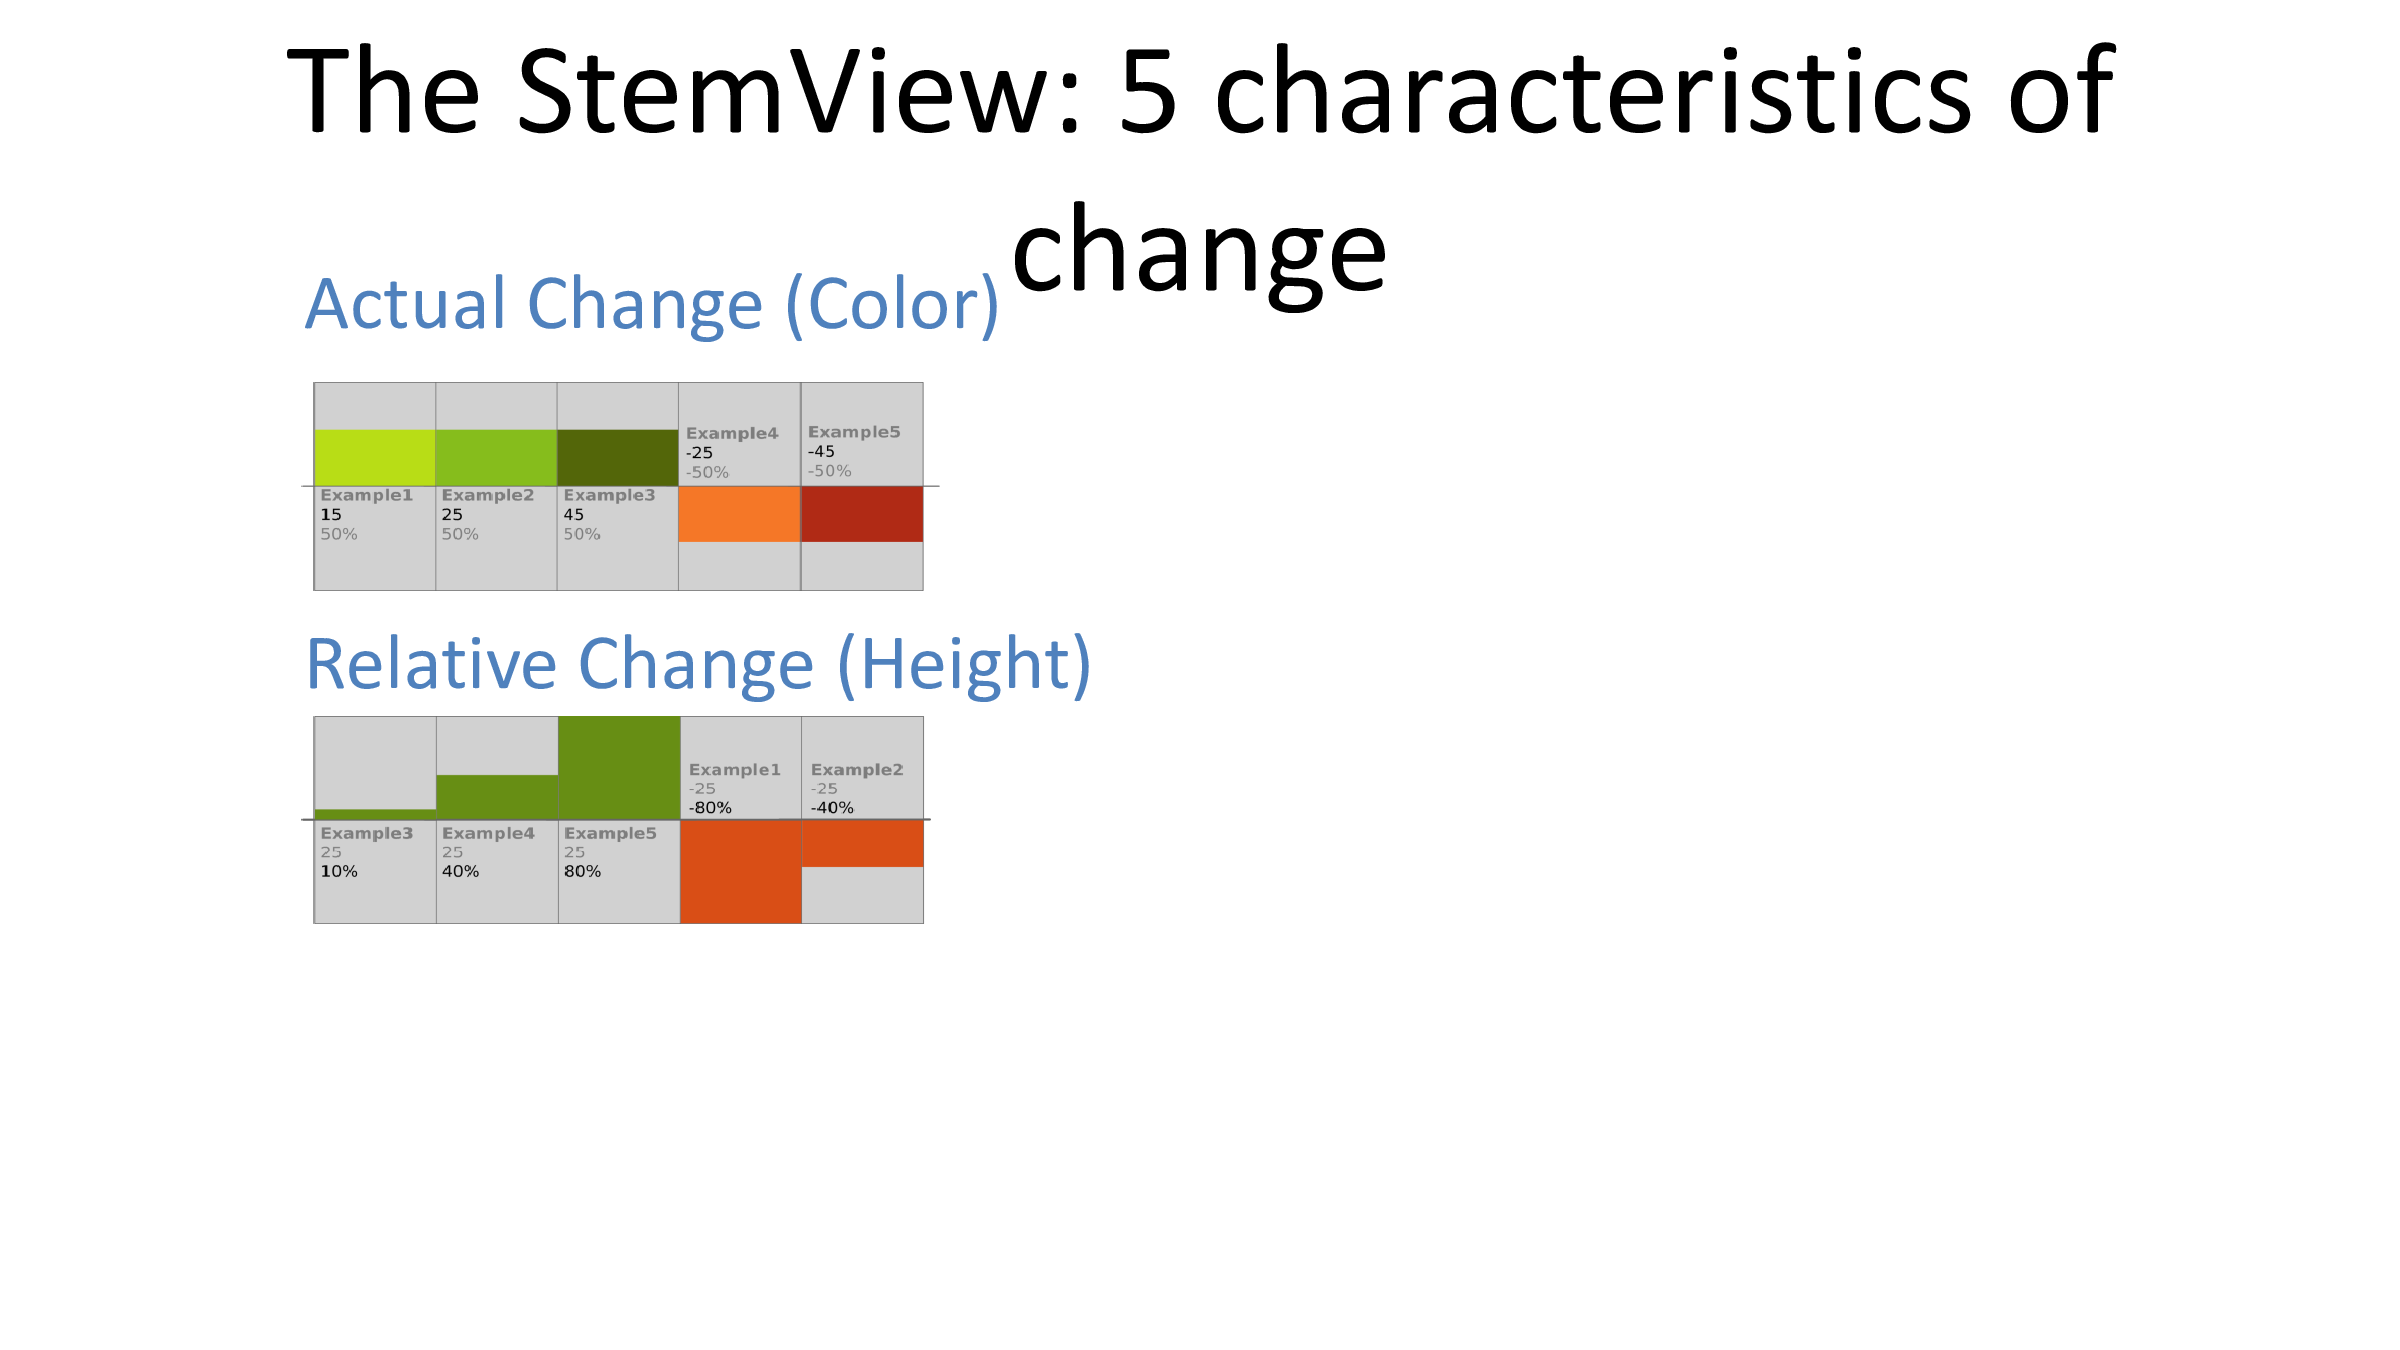 The StemView: 5 characteristics of
change
Actual Change (Color)
Example4
-25
-50%
Example5
-45
-50%
Example1
15
50%
Example2
25
50%
Example3
45
50%
Relative Change (Height)
Example1
-25
-80%
Example2
-25
-40%
Example3
25
10%
Example4
25
40%
Example5
25
80%